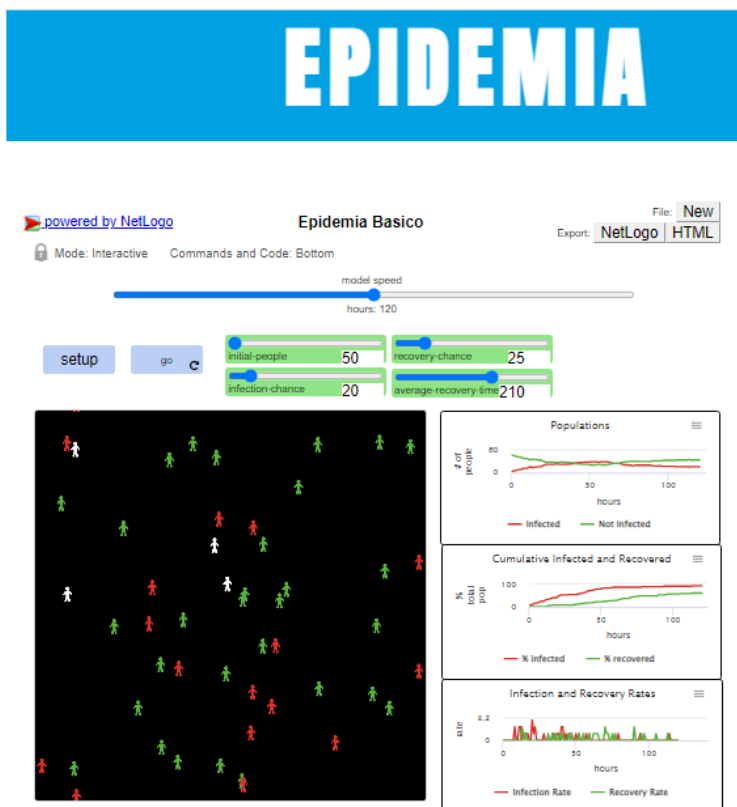 EPIDEMIA
powered by NetLogo
Epidemia Basico
File: New
Export: NetLogo HTML
Mode: Interactive Commands and Code: Bottom
model speed
hours: 120
setup
go
initial-people 50
recovery-chance 25
infection-chance 20
average-recovery-time 210
Populations
# of
people
80
0
0 50 100
hours
Infected Not Infected
Cumulative Infected and Recovered
%
total
pop
100
0
0 50 100
hours
% infected % recovered
Infection and Recovery Rates
rate
2.2
0
0 50 100
hours
Infection Rate Recovery Rate